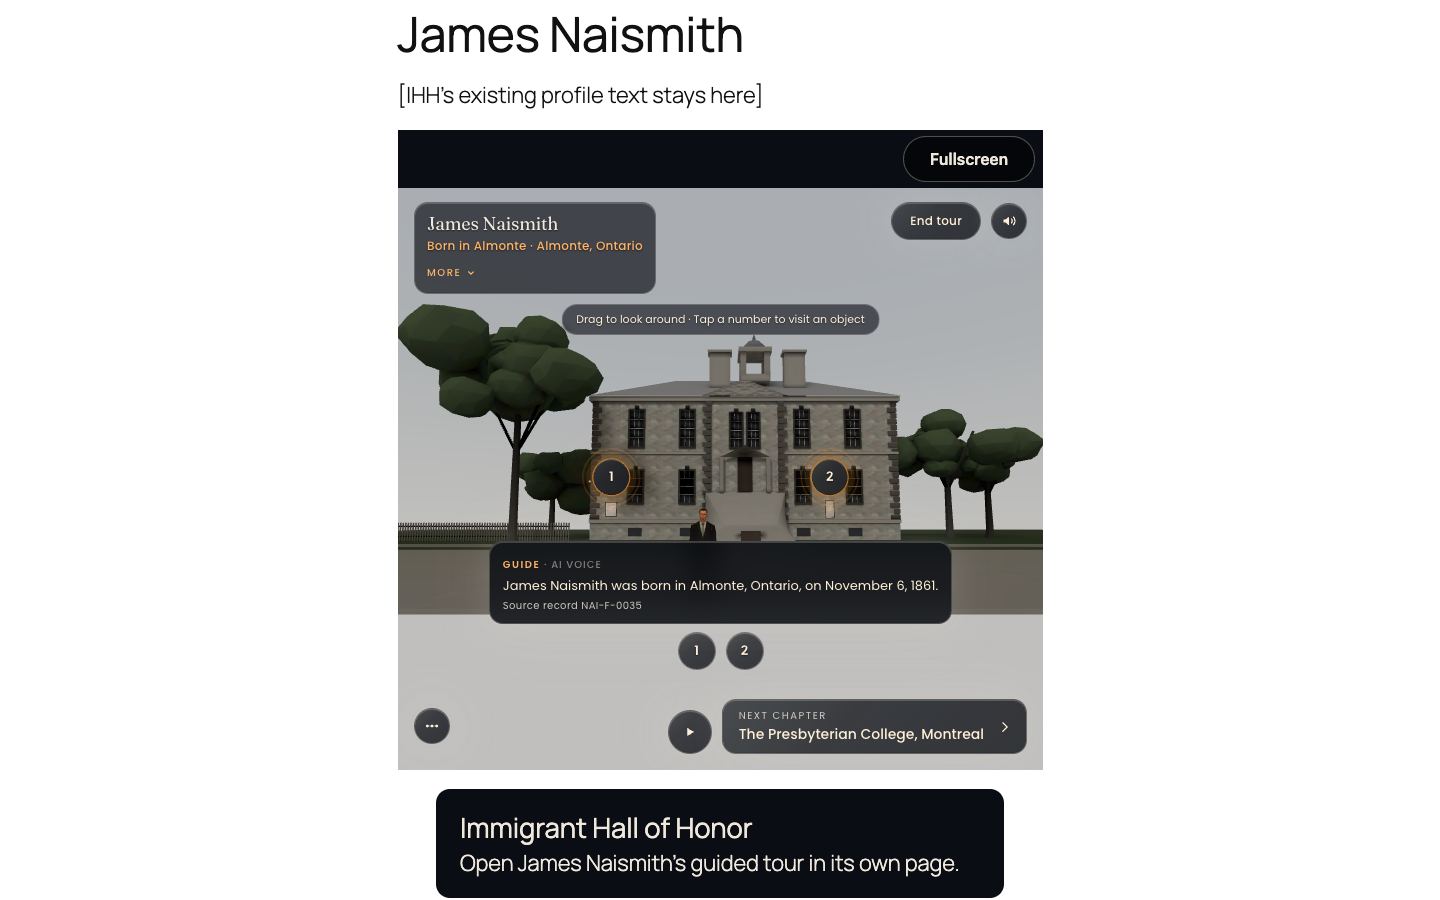 James Naismith
[IHH's existing profile text stays here]
Fullscreen
James Naismith
Born in Almonte · Almonte, Ontario
MORE
End tour
Drag to look around · Tap a number to visit an object
1
2
GUIDE · AI VOICE
James Naismith was born in Almonte, Ontario, on November 6, 1861.
Source record NAI-F-0035
1
2
NEXT CHAPTER
The Presbyterian College, Montreal
Immigrant Hall of Honor
Open James Naismith's guided tour in its own page.